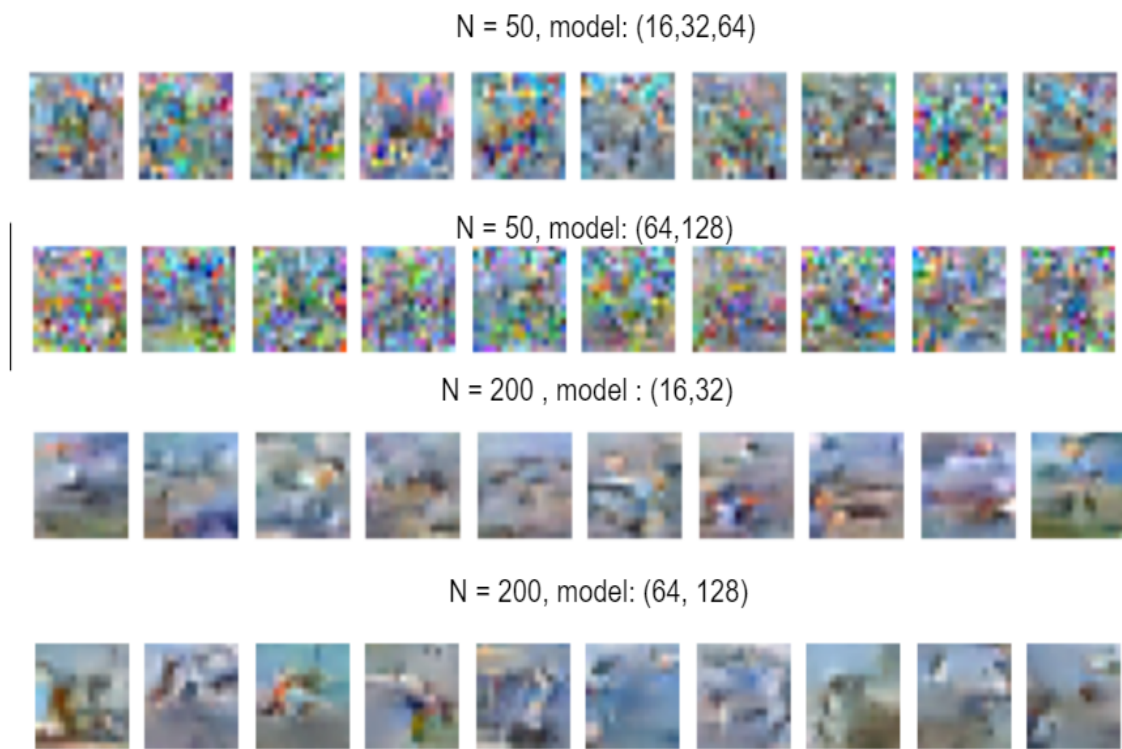 N = 50, model: (16,32,64)
N = 50, model: (64,128)
N = 200 , model : (16,32)
N = 200, model: (64, 128)